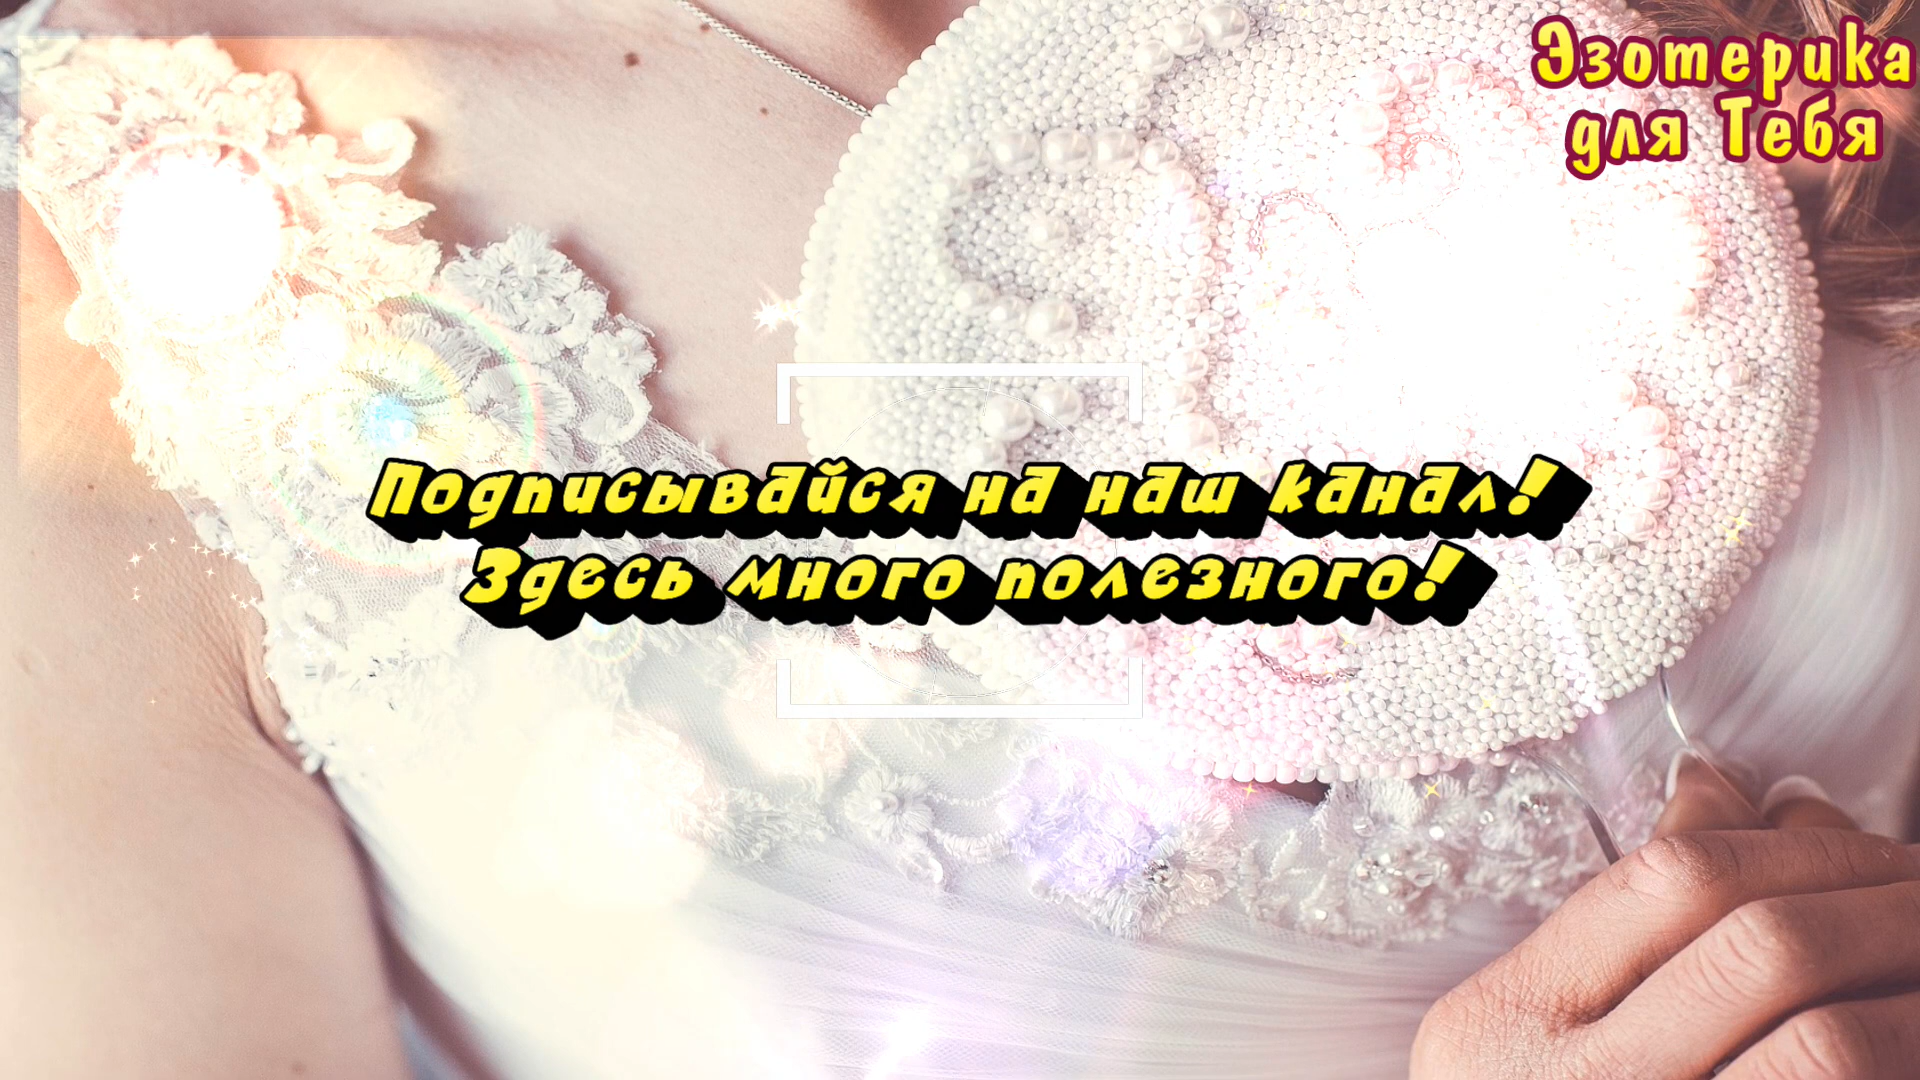 Эзотерика
для Тебя
Подписывайся на наш канал!
Здесь много полезного!